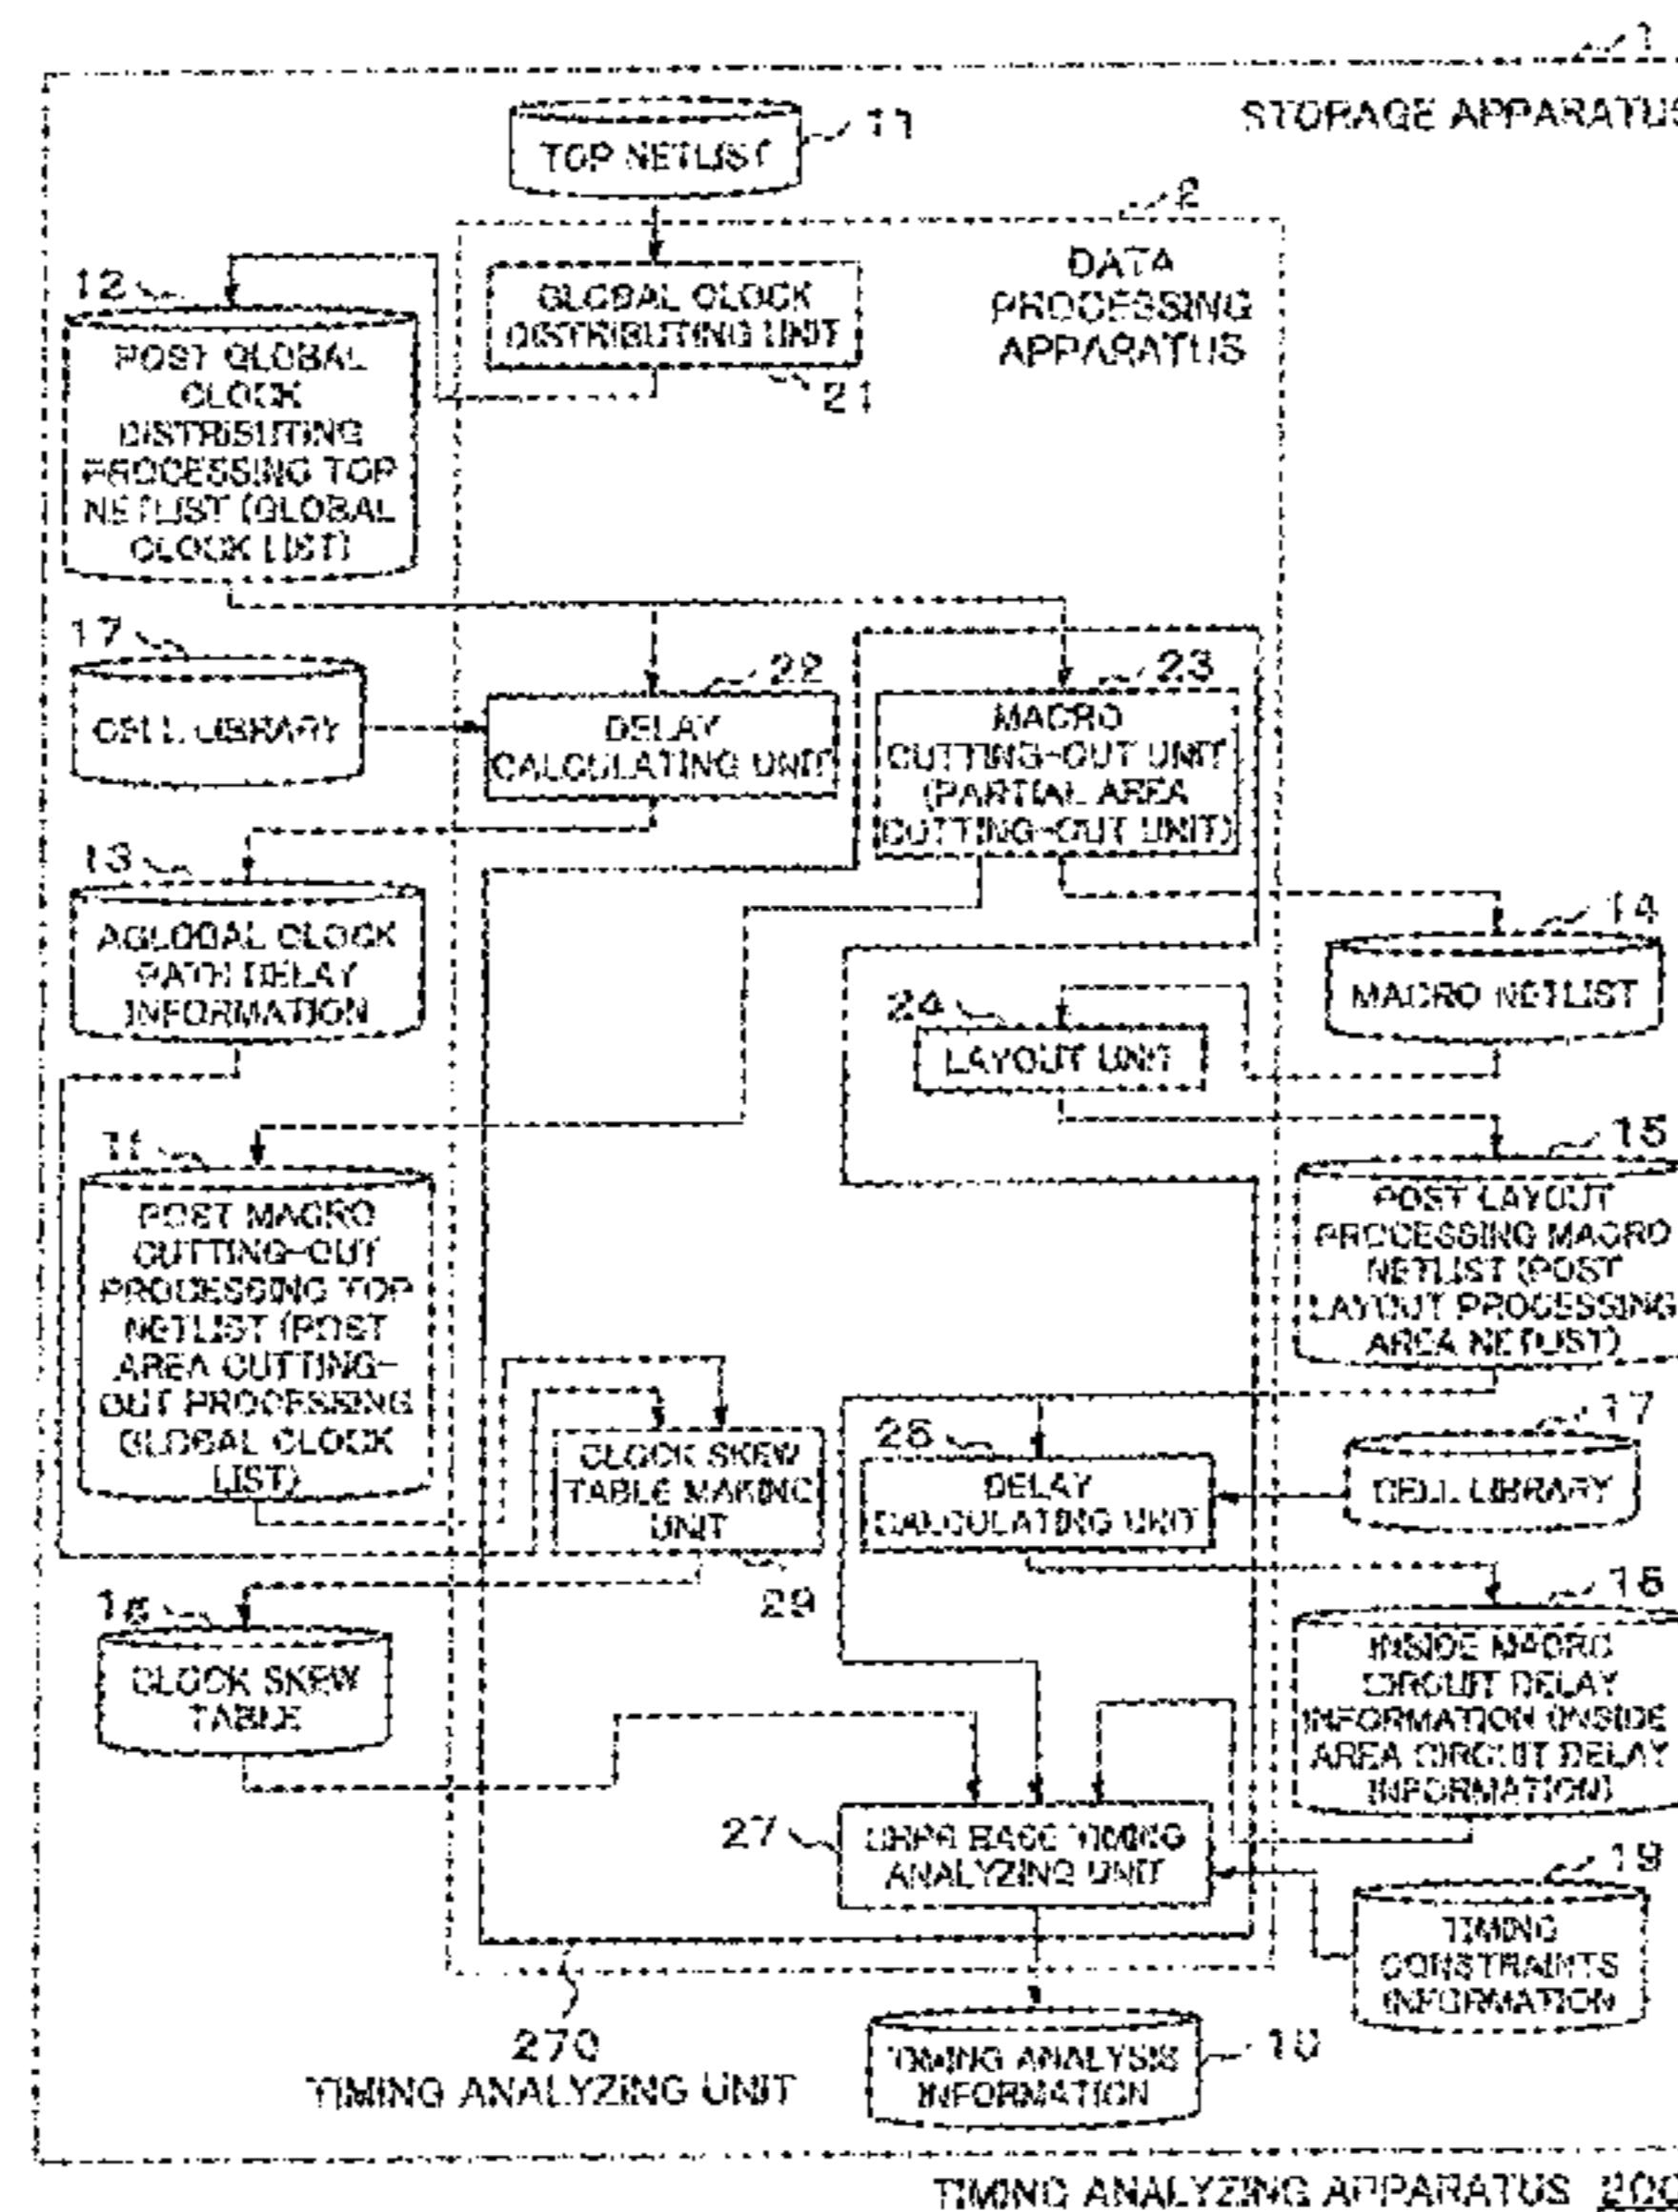 1
STORAGE APPARATUS
11
TOP NETLIST
2
DATA
PROCESSING
APPARATUS
12
GLOBAL CLOCK
DISTRIBUTING UNIT
21
POST GLOBAL
CLOCK
DISTRIBUTING
PROCESSING TOP
NETLIST (GLOBAL
CLOCK LIST)
17
CELL LIBRARY
22
DELAY
CALCULATING UNIT
23
MACRO
CUTTING-OUT UNIT
(PARTIAL AREA
CUTTING-OUT UNIT)
13
AGLOBAL CLOCK
PATH DELAY
INFORMATION
14
MACRO NETLIST
24
LAYOUT UNIT
15
POST LAYOUT
PROCESSING MACRO
NETLIST (POST
LAYOUT PROCESSING
AREA NETLIST)
POST MACRO
CUTTING-OUT
PROCESSING TOP
NETLIST (POST
AREA CUTTING-
OUT PROCESSING
GLOBAL CLOCK
LIST)
CLOCK SKEW
TABLE MAKING
UNIT
29
DELAY
CALCULATING UNIT
17
CELL LIBRARY
CLOCK SKEW
TABLE
INSIDE MACRO
CIRCUIT DELAY
INFORMATION (INSIDE
AREA CIRCUIT DELAY
INFORMATION)
27
BASE TIMING
ANALYZING UNIT
19
TIMING
CONSTRAINTS
INFORMATION
270
TIMING ANALYZING UNIT
10
TIMING ANALYSIS
INFORMATION
TIMING ANALYZING APPARATUS 200